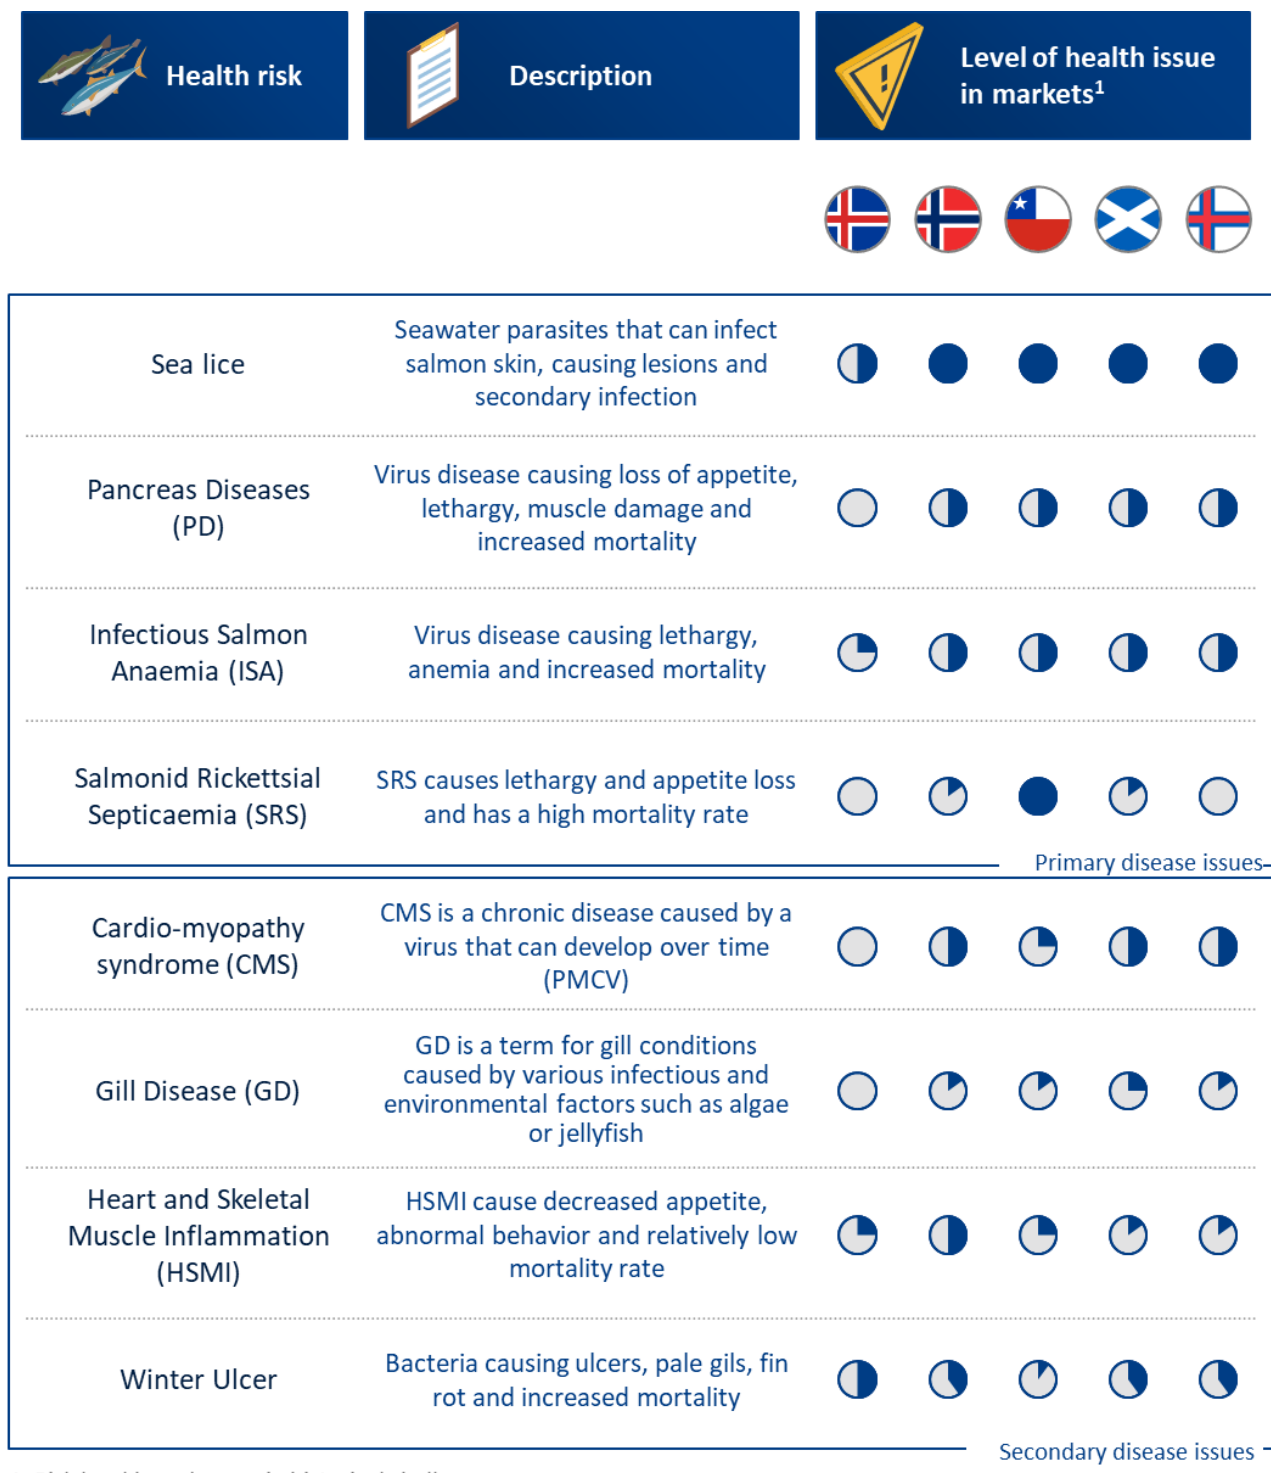 Health risk
Description
Level of health issue
in markets1
Sea lice
Seawater parasites that can infect
salmon skin, causing lesions and
secondary infection
Pancreas Diseases
(PD)
Virus disease causing loss of appetite,
lethargy, muscle damage and
increased mortality
Infectious Salmon
Anaemia (ISA)
Virus disease causing lethargy,
anemia and increased mortality
Salmonid Rickettsial
Septicaemia (SRS)
SRS causes lethargy and appetite loss
and has a high mortality rate
Primary disease issues
Cardio-myopathy
syndrome (CMS)
CMS is a chronic disease caused by a
virus that can develop over time
(PMCV)
Gill Disease (GD)
GD is a term for gill conditions
caused by various infectious and
environmental factors such as algae
or jellyfish
Heart and Skeletal
Muscle Inflammation
(HSMI)
HSMI cause decreased appetite,
abnormal behavior and relatively low
mortality rate
Winter Ulcer
Bacteria causing ulcers, pale gils, fin
rot and increased mortality
Secondary disease issues